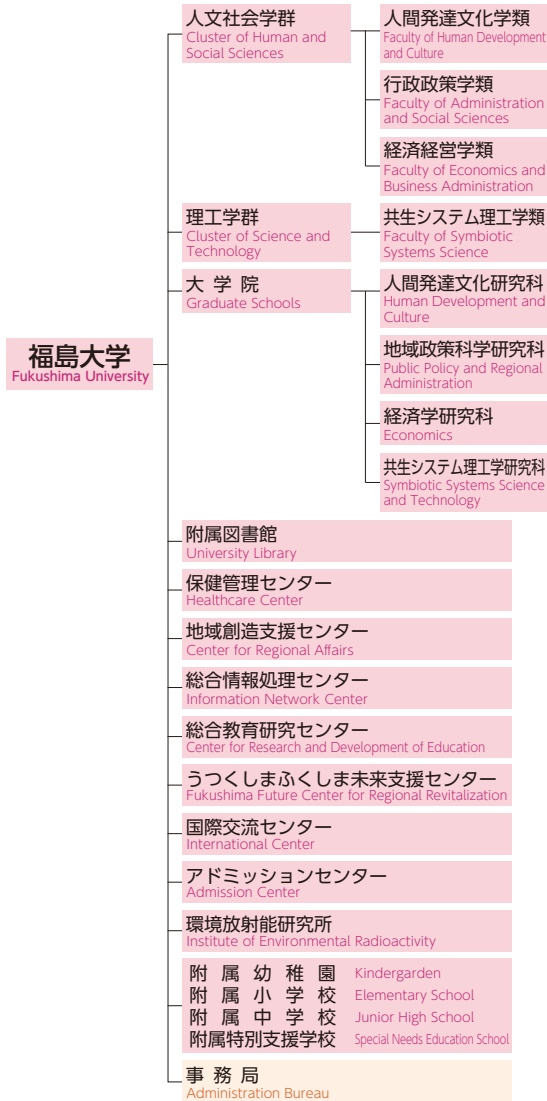 人文社会学群
Cluster of Human and
Social Sciences
人間発達文化学類
Faculty of Human Development
and Culture
行政政策学類
Faculty of Administration
and Social Sciences
経済経営学類
Faculty of Economics and
Business Administration
理工学群
Cluster of Science and
Technology
共生システム理工学類
Faculty of Symbiotic
Systems Science
大学院
Graduate Schools
人間発達文化研究科
Human Development and
Culture
地域政策科学研究科
Public Policy and Regional
Administration
経済学研究科
Economics
共生システム理工学研究科
Symbiotic Systems Science
and Technology
福島大学
Fukushima University
附属図書館
University Library
保健管理センター
Healthcare Center
地域創造支援センター
Center for Regional Affairs
総合情報処理センター
Information Network Center
総合教育研究センター
Center for Research and Development of Education
うつくしまふくしま未来支援センター
Fukushima Future Center for Regional Revitalization
国際交流センター
International Center
アドミッションセンター
Admission Center
環境放射能研究所
Institute of Environmental Radioactivity
附属幼稚園 Kindergarden
附属小学校 Elementary School
附属中学校 Junior High School
附属特別支援学校 Special Needs Education School
事務局
Administration Bureau